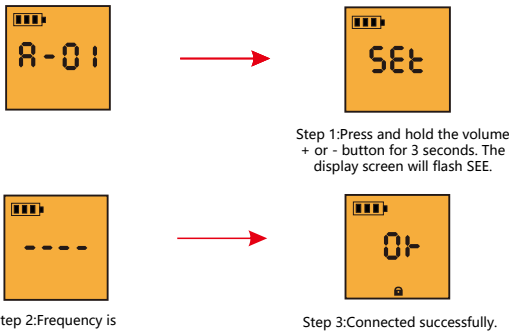 A-01
SEt
Step 1:Press and hold the volume
+ or - button for 3 seconds. The
display screen will flash SEE.
----
tep 2:Frequency is
Step 3:Connected successfully.